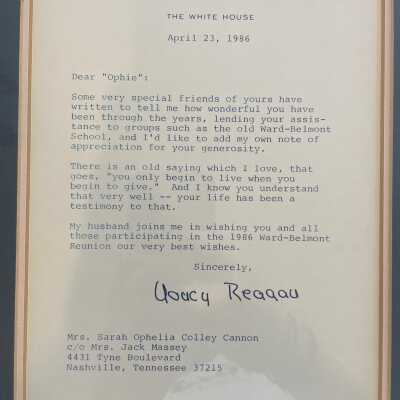 THE WHITE HOUSE
April 23, 1986
Dear "Ophie":
Some very special friends of yours have
written to tell me how wonderful you have
been through the years, lending your assis-
tance to groups such as the old Ward-Belmont
School, and I'd like to add my own note of
appreciation for your generosity.
There is an old saying which I love, that
goes, "you only begin to live when you
begin to give." And I know you understand
that very well -- your life has been a
testimony to that.
My husband joins me in wishing you and all
those participating in the 1986 Ward-Belmont
Reunion our very best wishes.
Sincerely,
Nancy Reagan
Mrs. Sarah Ophelia Colley Cannon
c/o Mrs. Jack Massey
4431 Tyne Boulevard
Nashville, Tennessee 37215